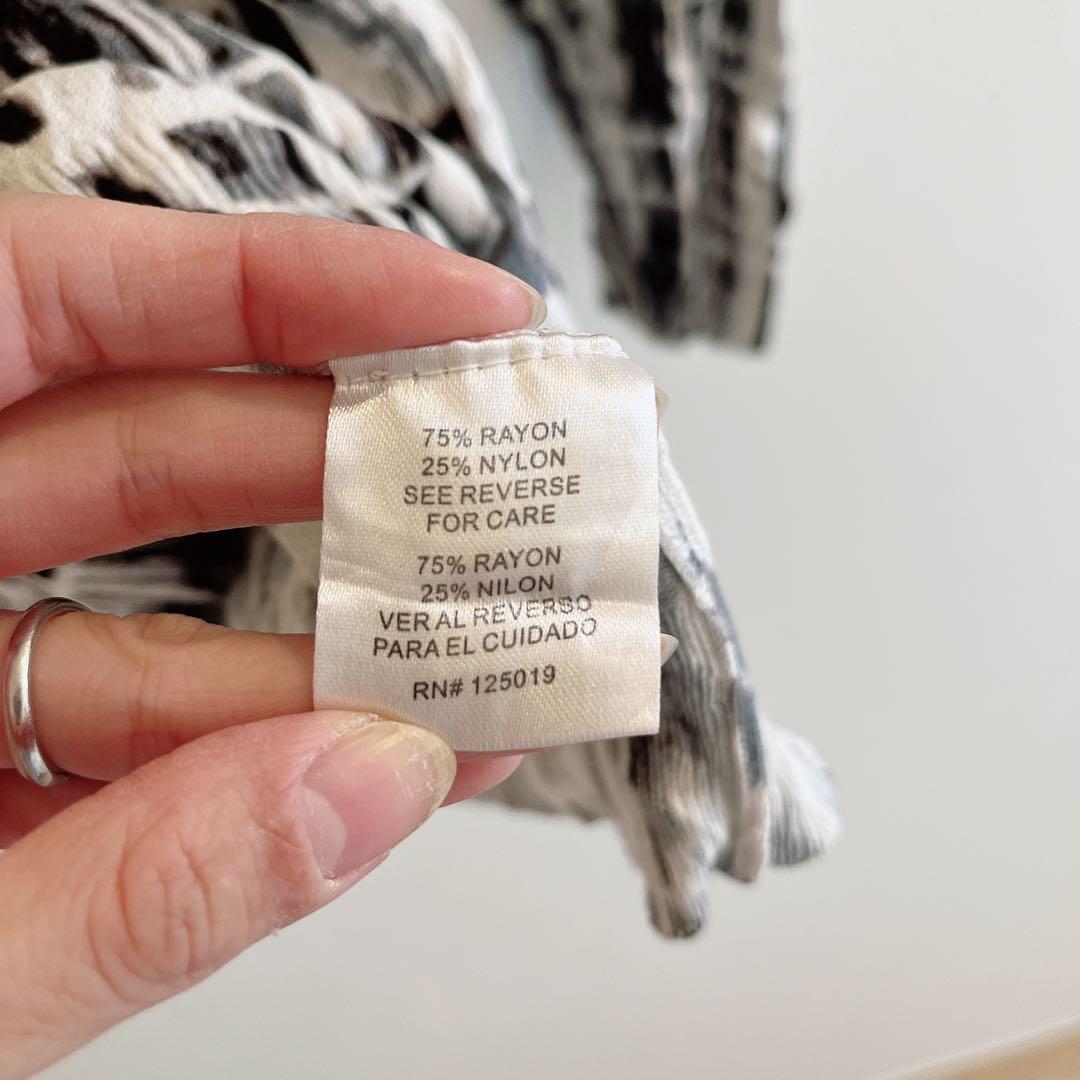 75% RAYON
25% NYLON
SEE REVERSE
FOR CARE
75% RAYON
25% NILON
VER AL REVERSO
PARA EL CUIDADO
RN# 125019